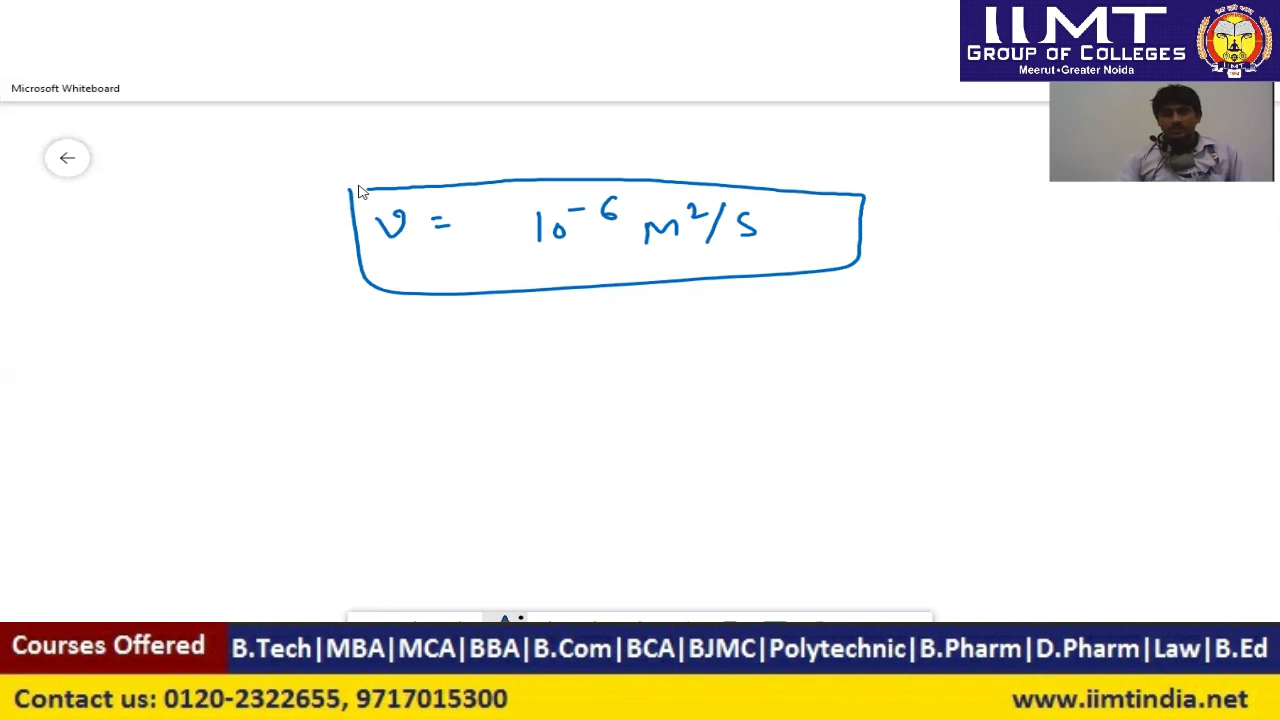 IIMT
GROUP OF COLLEGES
Meerut•Greater Noida
Microsoft Whiteboard
ν = 10⁻⁶ m²/s
Courses Offered
B.Tech|MBA|MCA|BBA|B.Com|BCA|BJMC|Polytechnic|B.Pharm|D.Pharm|Law|B.Ed
Contact us: 0120-2322655, 9717015300
www.iimtindia.net